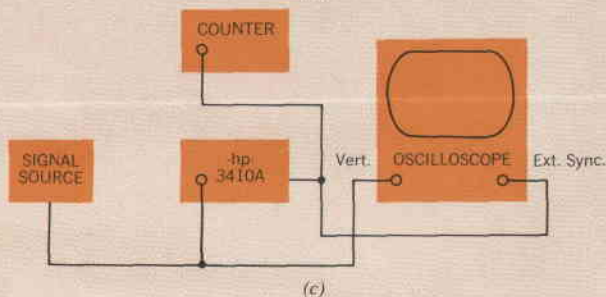 COUNTER
SIGNAL
SOURCE
-hp-
3410A
Vert.
OSCILLOSCOPE
Ext. Sync.
(c)